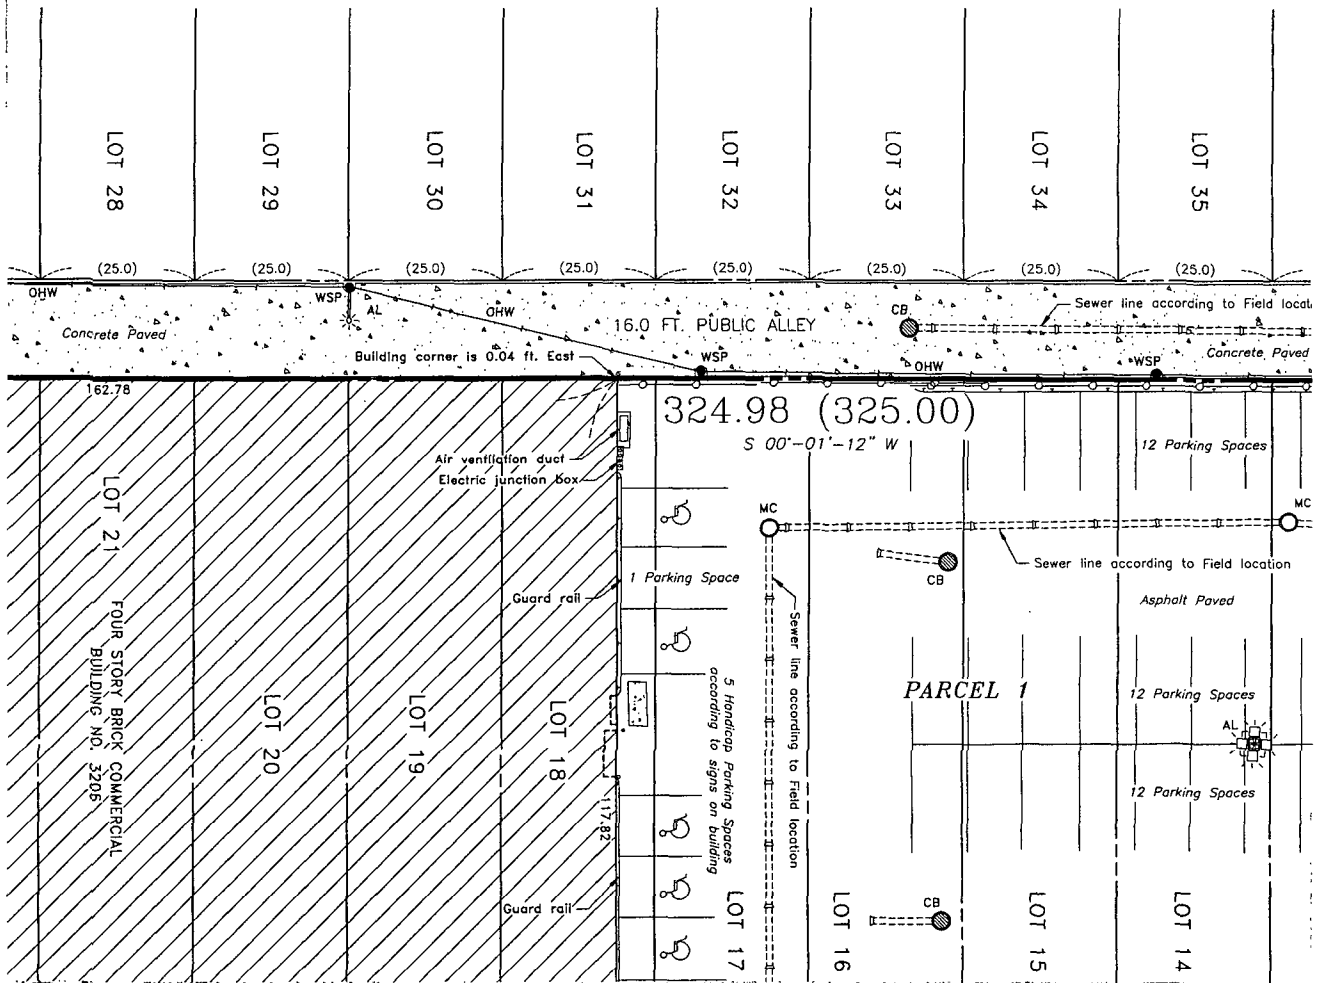 LOT 28
LOT 29
LOT 30
LOT 31
LOT 32
LOT 33
LOT 34
LOT 35
(25.0)
(25.0)
(25.0)
(25.0)
(25.0)
(25.0)
(25.0)
(25.0)
OHW
WSP
AL
OHW
CB
Sewer line according to Field
16.0 FT. PUBLIC ALLEY
Concrete Paved
Building corner is 0.04 ft. East
WSP
OHW
WSP
Concrete Paved
162.78
324.98 (325.00)
S 00°-01'-12" W
12 Parking Spaces
Air ventilation duct
Electric junction box
MC
MC
Sewer line according to Field location
CB
1 Parking Space
Guard rail
Asphalt Paved
Sewer line according to Field location
LOT 21
FOUR STORY BRICK COMMERCIAL
BUILDING NO. 3205
LOT 20
LOT 19
LOT 18
117.82
5 Handicap Parking Spaces
according to signs on building
PARCEL 1
12 Parking Spaces
AL
12 Parking Spaces
Guard rail
CB
LOT 17
LOT 16
LOT 15
LOT 14